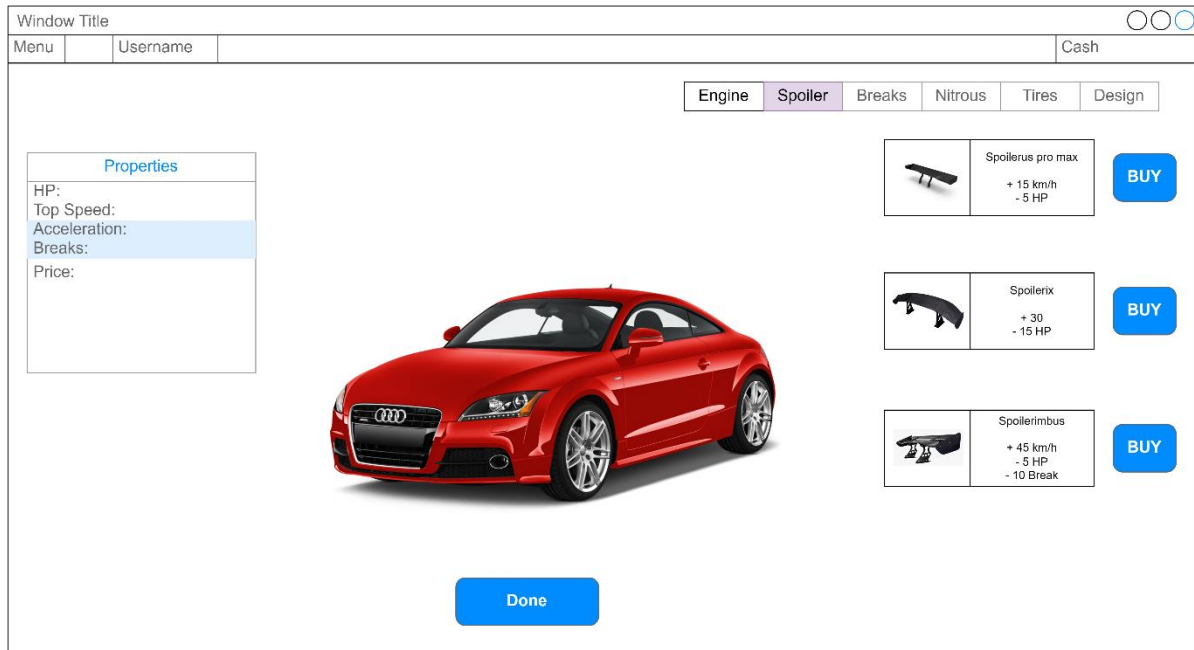 Window Title
Menu
Username
Cash
Engine
Spoiler
Breaks
Nitrous
Tires
Design
Properties
HP:
Top Speed:
Acceleration:
Breaks:
Price:
Spoilerus pro max
+ 15 km/h
- 5 HP
BUY
Spoilerix
+ 30
- 15 HP
BUY
Spoilerimbus
+ 45 km/h
- 5 HP
- 10 Break
BUY
Done